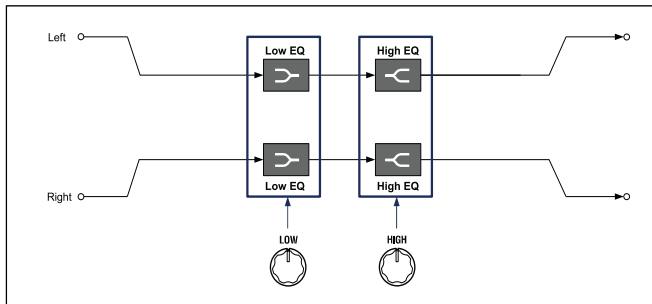 Left
Low EQ
High EQ
Low EQ
High EQ
Right
LOW
HIGH